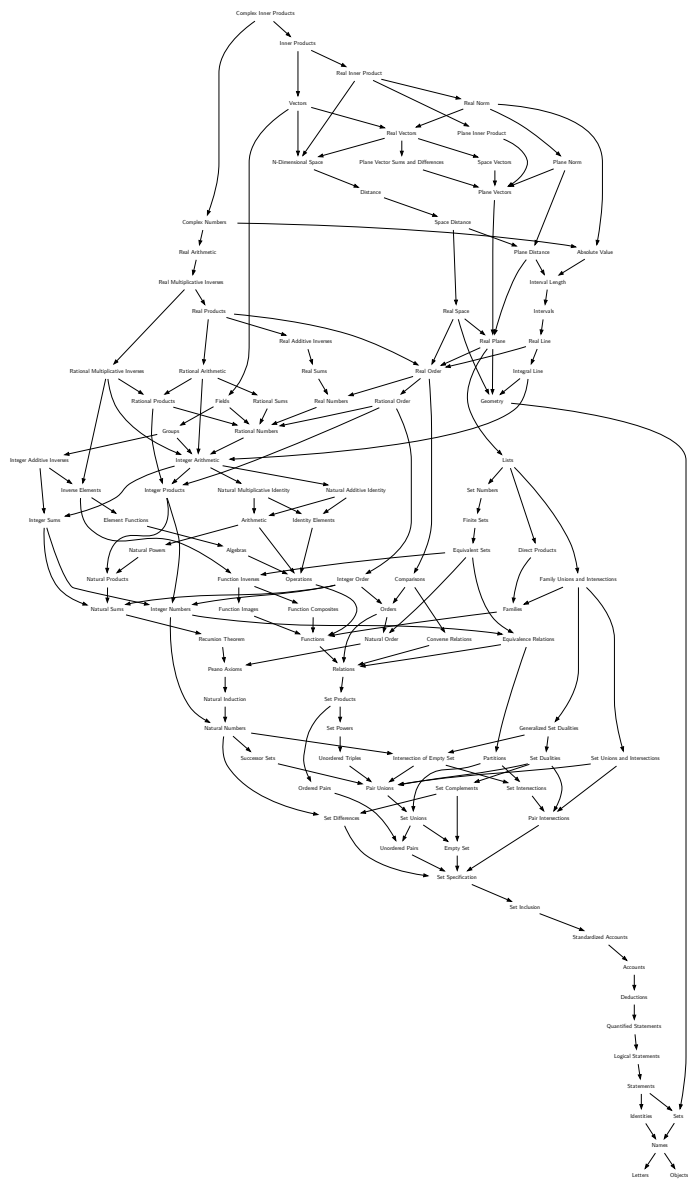 Complex Inner Products
Inner Products
Real Inner Product
Vectors
Real Norm
Real Vectors
Plane Inner Product
N-Dimensional Space
Plane Vector Sums and Differences
Space Vectors
Plane Norm
Distance
Plane Vectors
Complex Numbers
Space Distance
Real Arithmetic
Plane Distance
Absolute Value
Real Multiplicative Inverses
Interval Length
Real Products
Real Space
Intervals
Real Additive Inverses
Real Plane
Real Line
Rational Multiplicative Inverses
Rational Arithmetic
Real Sums
Real Order
Integral Line
Rational Products
Fields
Rational Sums
Real Numbers
Rational Order
Geometry
Groups
Rational Numbers
Integer Additive Inverses
Integer Arithmetic
Lists
Inverse Elements
Integer Products
Natural Multiplicative Identity
Natural Additive Identity
Set Numbers
Integer Sums
Element Functions
Arithmetic
Identity Elements
Finite Sets
Natural Powers
Algebras
Equivalent Sets
Direct Products
Natural Products
Function Inverses
Operations
Integer Order
Comparisons
Family Unions and Intersections
Natural Sums
Integer Numbers
Function Images
Function Composites
Orders
Families
Recursion Theorem
Functions
Natural Order
Converse Relations
Equivalence Relations
Peano Axioms
Relations
Natural Induction
Set Products
Natural Numbers
Set Powers
Generalized Set Dualities
Successor Sets
Unordered Triples
Intersection of Empty Set
Partitions
Set Dualities
Set Unions and Intersections
Ordered Pairs
Pair Unions
Set Complements
Set Intersections
Set Differences
Set Unions
Pair Intersections
Unordered Pairs
Empty Set
Set Specification
Set Inclusion
Standardized Accounts
Accounts
Deductions
Quantified Statements
Logical Statements
Statements
Identities
Sets
Names
Letters
Objects